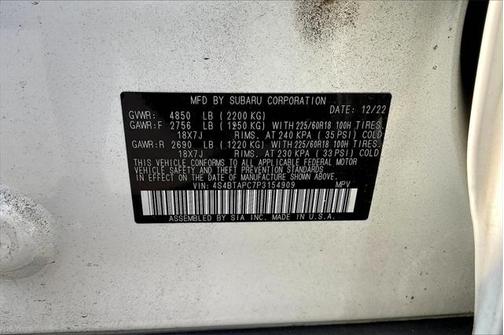 MFD BY SUBARU CORPORATION 12/22
GVWR: 4850 LB (2200 KG)
GAWR:F 2756 LB (1250 KG) WITH 225/60R18 100H TIRES,
18X7J RIMS. AT 240 KPA ( 35 PSI) COLD
GAWR:R 2690 LB (1220 KG) WITH 225/60R18 100H TIRES,
18X7J RIMS. AT 230 KPA ( 33 PSI) COLD
THIS VEHICLE CONFORMS TO ALL APPLICABLE FEDERAL MOTOR
VEHICLE SAFETY AND THEFT PREVENTION STANDARDS
IN EFFECT ON THE DATE OF MANUFACTURE SHOWN ABOVE.
VIN: 4S4BTAPC7P3154909 MPV
ASSEMBLED BY SIA INC. MADE IN U.S.A.